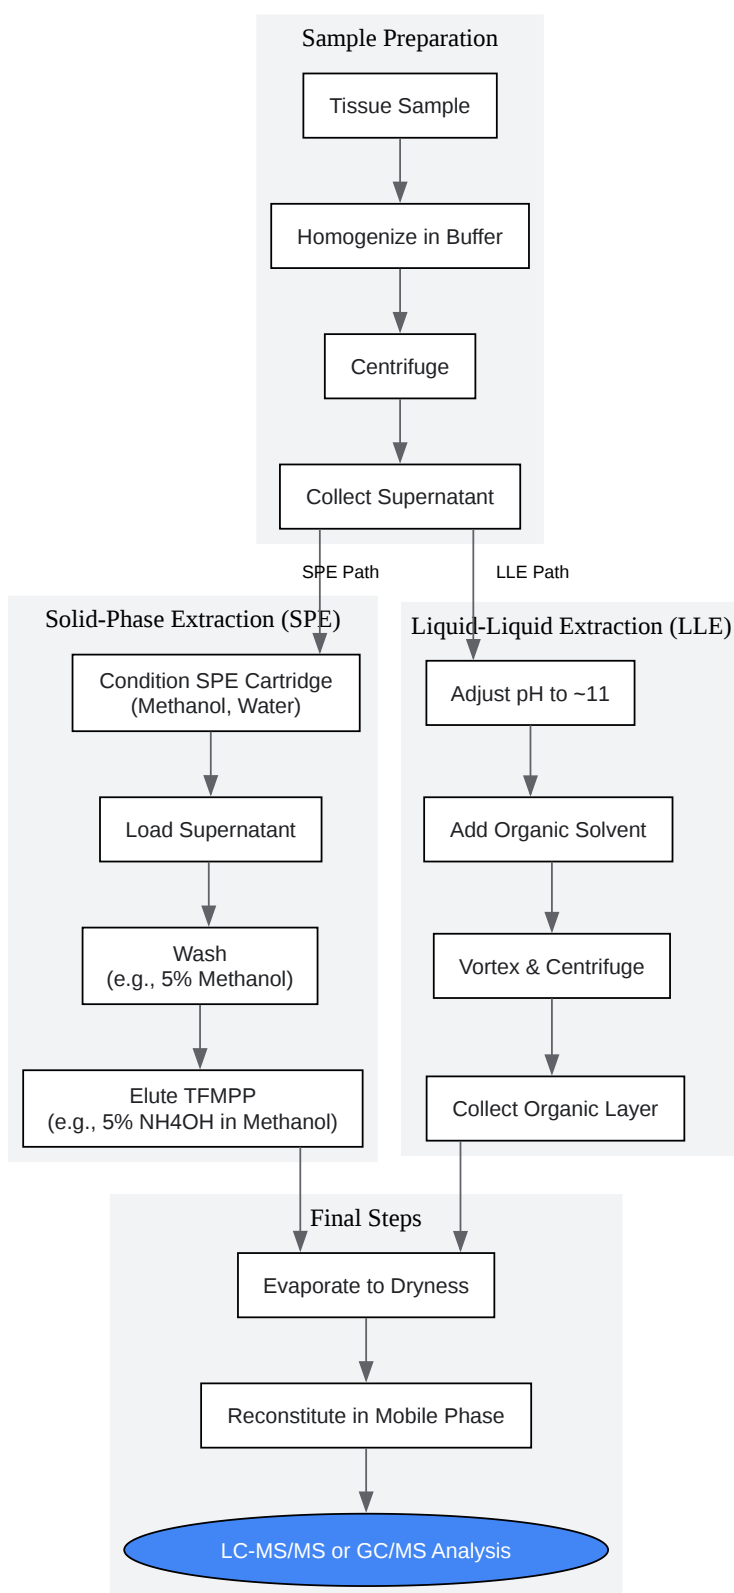 Sample Preparation
Tissue Sample
Homogenize in Buffer
Centrifuge
Collect Supernatant
SPE Path
LLE Path
Solid-Phase Extraction (SPE)
Condition SPE Cartridge
(Methanol, Water)
Load Supernatant
Wash
(e.g., 5% Methanol)
Elute TFMPP
(e.g., 5% NH4OH in Methanol)
Liquid-Liquid Extraction (LLE)
Adjust pH to ~11
Add Organic Solvent
Vortex & Centrifuge
Collect Organic Layer
Final Steps
Evaporate to Dryness
Reconstitute in Mobile Phase
LC-MS/MS or GC/MS Analysis